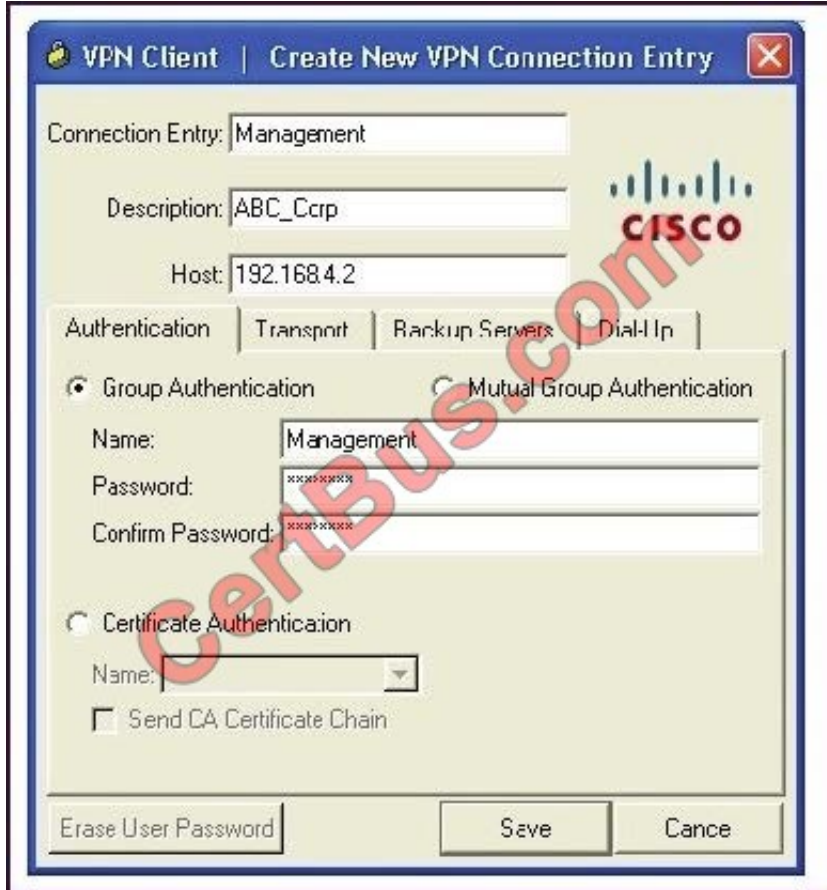 VPN Client | Create New VPN Connection Entry
Connection Entry: Management
Description: ABC_Corp
Host: 192.168.4.2
CISCO
Authentication Transport Backup Servers Dial-Up
Group Authentication Mutual Group Authentication
Name: Management
Password: ********
Confirm Password: ********
Certificate Authentication
Name:
Send CA Certificate Chain
Erase User Password Save Cance
CertBus.com